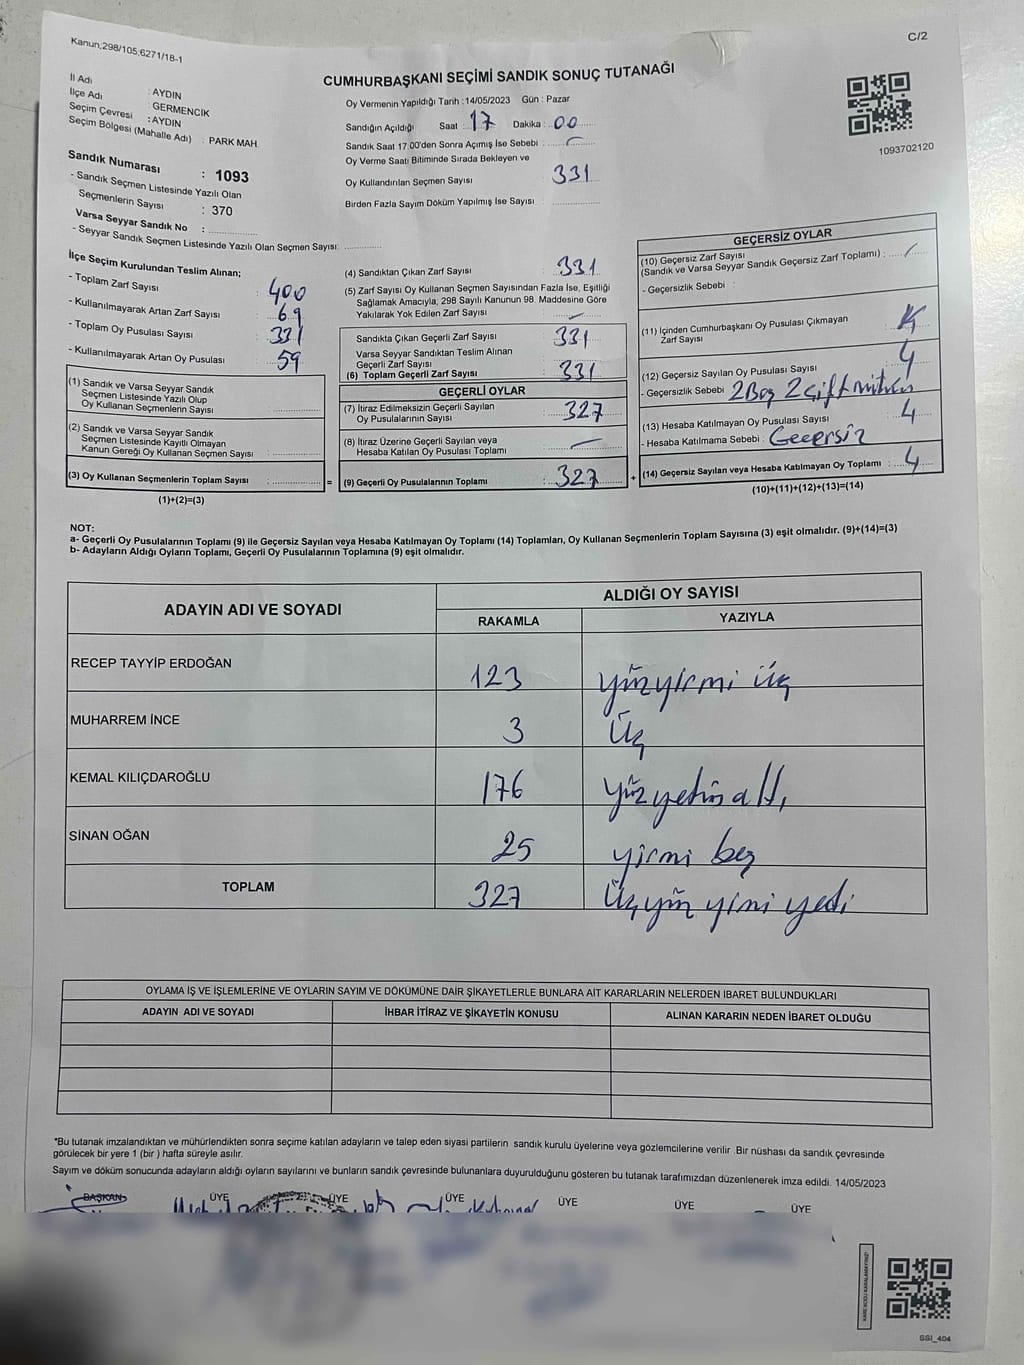 Kanun;298/105,6271/18-1
C/2
CUMHURBAŞKANI SEÇİMİ SANDIK SONUÇ TUTANAĞI
İl Adı : AYDIN
İlçe Adı : GERMENCİK
Seçim Çevresi : AYDIN
Seçim Bölgesi (Mahalle Adı) : PARK MAH.
Sandık Numarası : 1093
- Sandık Seçmen Listesinde Yazılı Olan
Seçmenlerin Sayısı : 370
Varsa Seyyar Sandık No :
- Seyyar Sandık Seçmen Listesinde Yazılı Olan Seçmen Sayısı:
Oy Vermenin Yapıldığı Tarih : 14/05/2023 Gün : Pazar
Sandığın Açıldığı Saat : 17 Dakika : 00
Sandık Saat 17.00'den Sonra Açımış İse Sebebi :
Oy Verme Saati Bitiminde Sırada Bekleyen ve
Oy Kullandırılan Seçmen Sayısı : 331
Birden Fazla Sayım Döküm Yapılmış İse Sayısı :
1093702120
İlçe Seçim Kurulundan Teslim Alınan;
- Toplam Zarf Sayısı : 400
- Kullanılmayarak Artan Zarf Sayısı : 69
- Toplam Oy Pusulası Sayısı : 331
- Kullanılmayarak Artan Oy Pusulası : 59
(1) Sandık ve Varsa Seyyar Sandık
Seçmen Listesinde Yazılı Olup
Oy Kullanan Seçmenlerin Sayısı :
(2) Sandık ve Varsa Seyyar Sandık
Seçmen Listesinde Kayıtlı Olmayan
Kanun Gereği Oy Kullanan Seçmen Sayısı :
(3) Oy Kullanan Seçmenlerin Toplam Sayısı : =
(1)+(2)=(3)
(4) Sandıktan Çıkan Zarf Sayısı : 331
(5) Zarf Sayısı Oy Kullanan Seçmen Sayısından Fazla İse, Eşitliği
Sağlamak Amacıyla, 298 Sayılı Kanunun 98. Maddesine Göre
Yakılarak Yok Edilen Zarf Sayısı :
Sandıkta Çıkan Geçerli Zarf Sayısı : 331
Varsa Seyyar Sandıktan Teslim Alınan
Geçerli Zarf Sayısı :
(6) Toplam Geçerli Zarf Sayısı : 331
GEÇERLİ OYLAR
(7) İtiraz Edilmeksizin Geçerli Sayılan
Oy Pusulalarının Sayısı : 327
(8) İtiraz Üzerine Geçerli Sayılan veya
Hesaba Katılan Oy Pusulası Toplamı :
(9) Geçerli Oy Pusulalarının Toplamı : 327 +
GEÇERSİZ OYLAR
(10) Geçersiz Zarf Sayısı
(Sandık ve Varsa Seyyar Sandık Geçersiz Zarf Toplamı) :
- Geçersizlik Sebebi :
(11) İçinden Cumhurbaşkanı Oy Pusulası Çıkmayan
Zarf Sayısı :
(12) Geçersiz Sayılan Oy Pusulası Sayısı : 4
- Geçersizlik Sebebi : 2 Boş 2 çift
(13) Hesaba Katılmayan Oy Pusulası Sayısı : 4
- Hesaba Katılmama Sebebi : Geçersiz
(14) Geçersiz Sayılan veya Hesaba Katılmayan Oy Toplamı : 4
(10)+(11)+(12)+(13)=(14)
NOT:
a- Geçerli Oy Pusulalarının Toplamı (9) ile Geçersiz Sayılan veya Hesaba Katılmayan Oy Toplamı (14) Toplamları, Oy Kullanan Seçmenlerin Toplam Sayısına (3) eşit olmalıdır. (9)+(14)=(3)
b- Adayların Aldığı Oyların Toplamı, Geçerli Oy Pusulalarının Toplamına (9) eşit olmalıdır.
ADAYIN ADI VE SOYADI
ALDIĞI OY SAYISI
RAKAMLA YAZIYLA
RECEP TAYYİP ERDOĞAN 123 yüzyirmi üç
MUHARREM İNCE 3 Üç
KEMAL KILIÇDAROĞLU 176 yüzyetmiş altı
SİNAN OĞAN 25 yirmi beş
TOPLAM 327 Üçyüz yirmi yedi
OYLAMA İŞ VE İŞLEMLERİNE VE OYLARIN SAYIM VE DÖKÜMÜNE DAİR ŞİKAYETLERLE BUNLARA AİT KARARLARIN NELERDEN İBARET BULUNDUKLARI
ADAYIN ADI VE SOYADI İHBAR İTİRAZ VE ŞİKAYETİN KONUSU ALINAN KARARIN NEDEN İBARET OLDUĞU
*Bu tutanak imzalandıktan ve mühürlendikten sonra seçime katılan adayların ve talep eden siyasi partilerin sandık kurulu üyelerine veya gözlemcilerine verilir .Bir nüshası da sandık çevresinde
görülecek bir yere 1 (bir ) hafta süreyle asılır.
Sayım ve döküm sonucunda adayların aldığı oyların sayılarını ve bunların sandık çevresinde bulunanlara duyurulduğunu gösteren bu tutanak tarafımızdan düzenlenerek imza edildi. 14/05/2023
BAŞKAN ÜYE ÜYE ÜYE ÜYE ÜYE ÜYE
KARE KODU KARALAMAYINIZ!
SSI_404